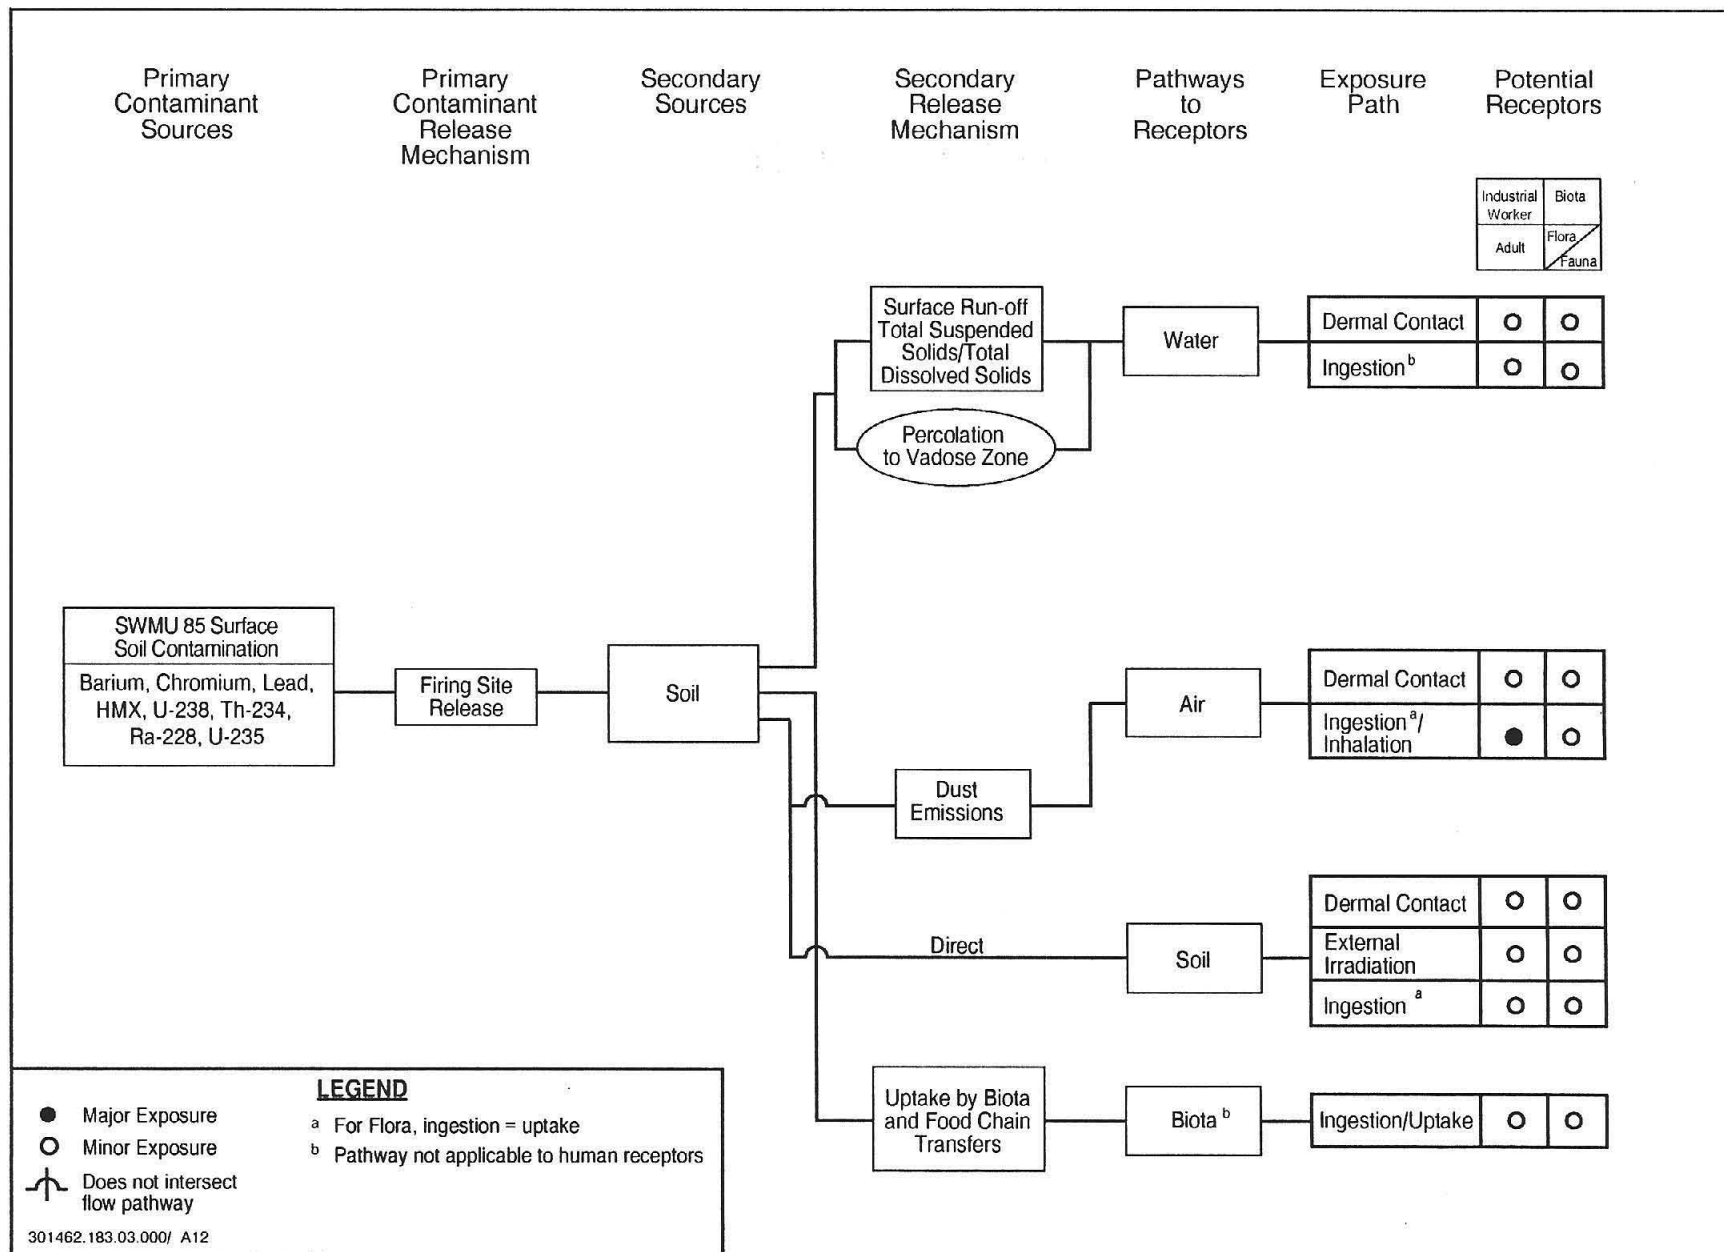 Primary
Contaminant
Sources
Primary
Contaminant
Release
Mechanism
Secondary
Sources
Secondary
Release
Mechanism
Pathways
to
Receptors
Exposure
Path
Potential
Receptors
Industrial
Worker
Biota
Adult
Flora
Fauna
Surface Run-off
Total Suspended
Solids/Total
Dissolved Solids
Water
Dermal Contact
Ingestion b
Percolation
to Vadose Zone
SWMU 85 Surface
Soil Contamination
Barium, Chromium, Lead,
HMX, U-238, Th-234,
Ra-228, U-235
Firing Site
Release
Soil
Air
Dermal Contact
Ingestion a/
Inhalation
Dust
Emissions
Direct
Soil
Dermal Contact
External
Irradiation
Ingestion a
Uptake by Biota
and Food Chain
Transfers
Biota b
Ingestion/Uptake
LEGEND
Major Exposure
Minor Exposure
Does not intersect
flow pathway
a For Flora, ingestion = uptake
b Pathway not applicable to human receptors
301462.183.03.000/ A12